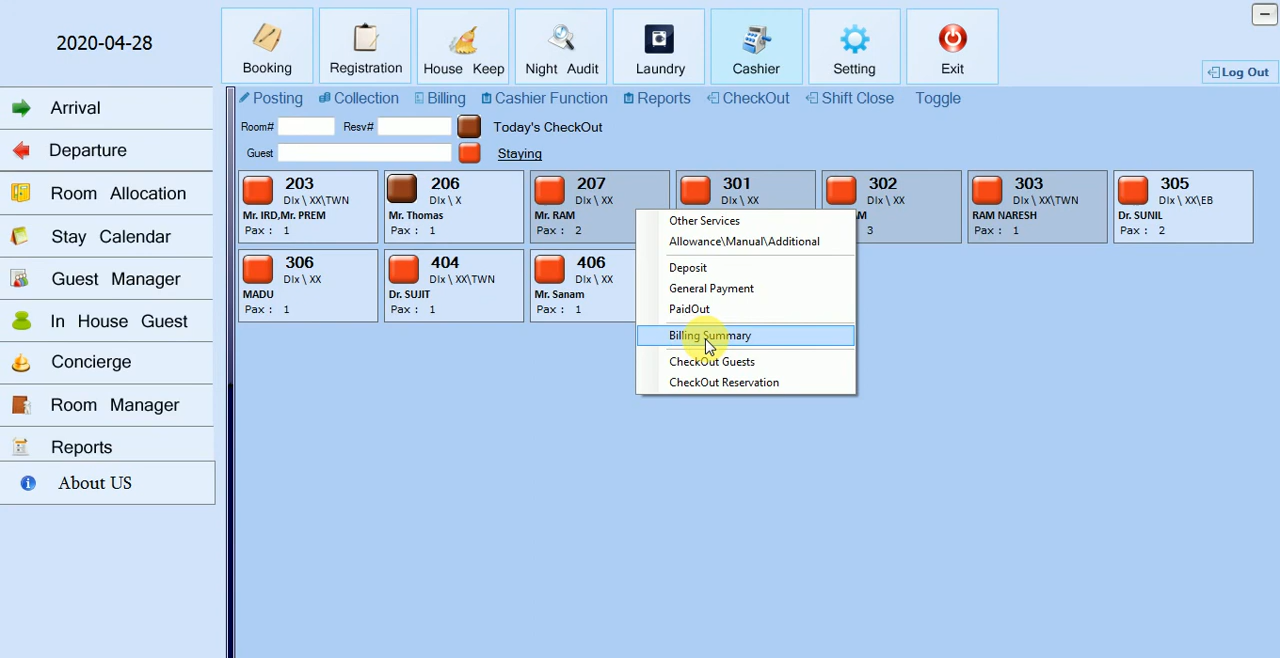 2020-04-28
Booking
Registration
House Keep
Night Audit
Laundry
Cashier
Setting
Exit
Log Out
Arrival
Departure
Room Allocation
Stay Calendar
Guest Manager
In House Guest
Concierge
Room Manager
Reports
About US
Posting Collection Billing Cashier Function Reports CheckOut Shift Close Toggle
Room# Resv# Today's CheckOut
Guest Staying
203
Dlx \ XX\TWN
Mr. IRD,Mr. PREM
Pax : 1
206
Dlx \ X
Mr. Thomas
Pax : 1
207
Dlx \ XX
Mr. RAM
Pax : 2
301
Dlx \ XX
302
Dlx \ XX
3
303
Dlx \ XX\TWN
RAM NARESH
Pax : 1
305
Dlx \ XX\EB
Dr. SUNIL
Pax : 2
306
Dlx \ XX
MADU
Pax : 1
404
Dlx \ XX\TWN
Dr. SUJIT
Pax : 1
406
Dlx \ XX
Mr. Sanam
Pax : 1
Other Services
Allowance\Manual\Additional
Deposit
General Payment
PaidOut
Billing Summary
CheckOut Guests
CheckOut Reservation